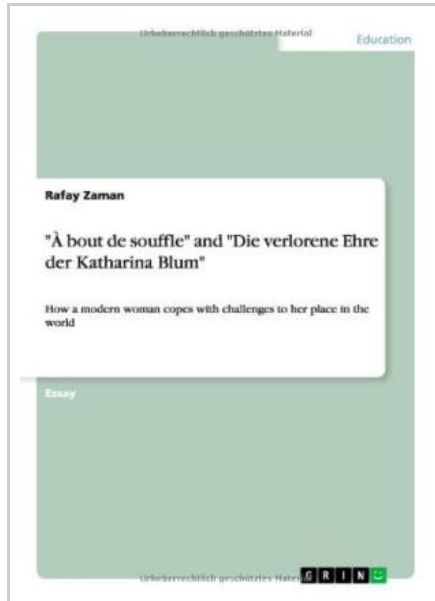 Urheberrechtlich geschütztes Material
Education
Rafay Zaman
"À bout de souffle" and "Die verlorene Ehre
der Katharina Blum"
How a modern woman copes with challenges to her place in the
world
Essay
Urheberrechtlich geschütztes
GRIN